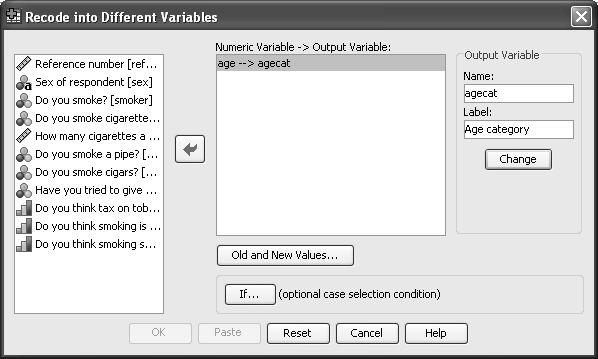 Recode into Different Variables
Reference number [ref...
Sex of respondent [sex]
Do you smoke? [smoker]
Do you smoke cigarette...
How many cigarettes a ...
Do you smoke a pipe? [...
Do you smoke cigars? [...
Have you tried to give ...
Do you think tax on tob...
Do you think smoking is ...
Do you think smoking s...
Numeric Variable -> Output Variable:
age --> agecat
Output Variable
Name:
agecat
Label:
Age category
Change
Old and New Values...
If... (optional case selection condition)
OK Paste Reset Cancel Help